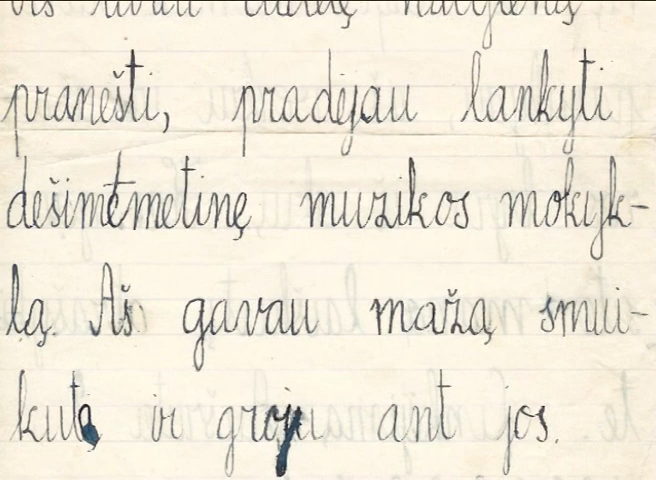 pranešti, pradėjau lankyti
dešimtmetinę muzikos mokyk-
lą. Aš gavau mažą smui-
kutą ir groju ant jos.